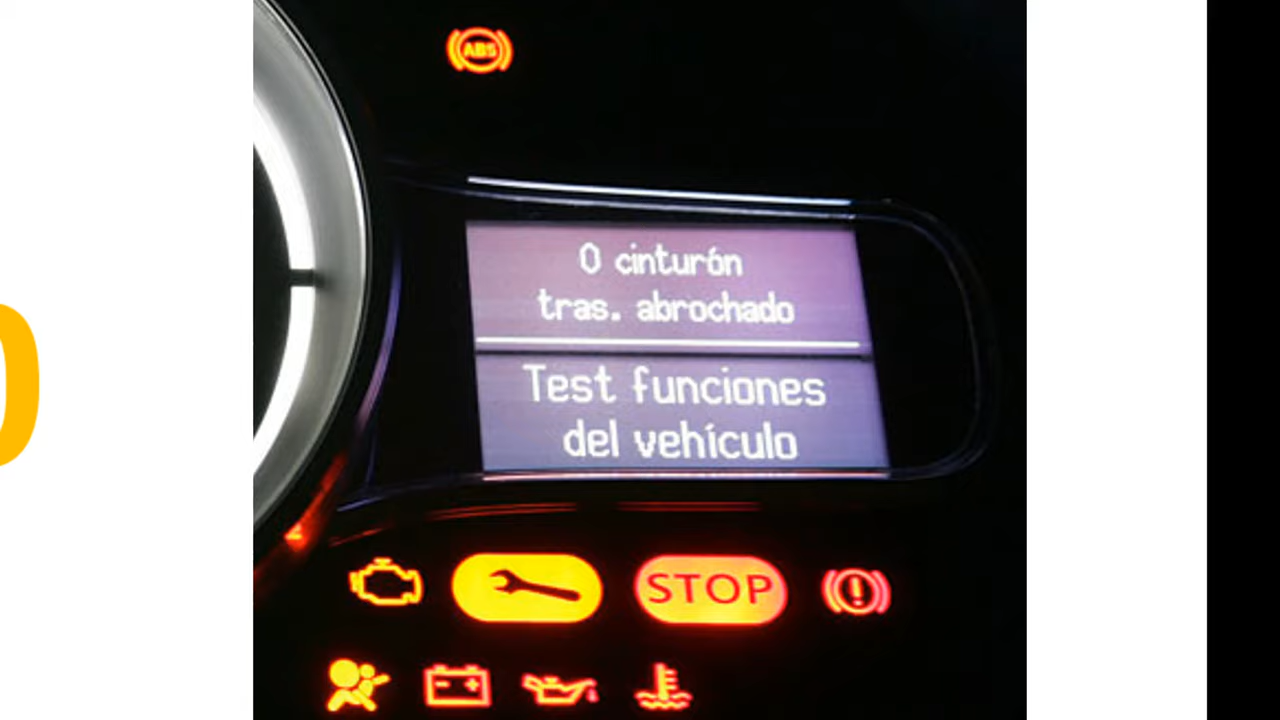 ABS
0 cinturón
tras. abrochado
Test funciones
del vehículo
STOP